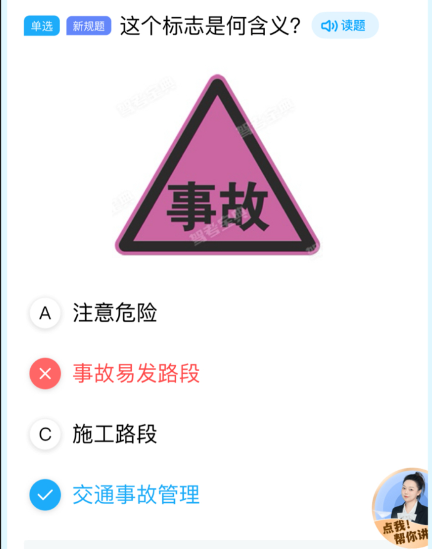 单选 新规题 这个标志是何含义? 读题
事故
A 注意危险
事故易发路段
C 施工路段
交通事故管理
点我!
帮你讲